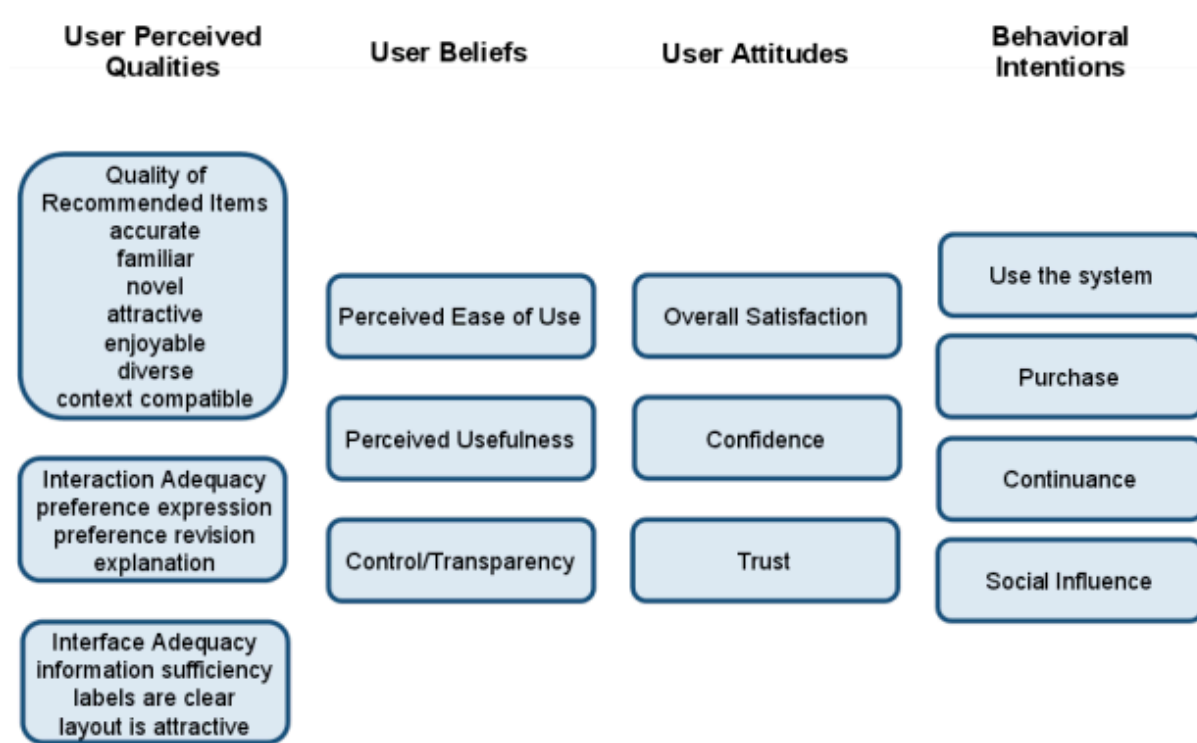 User Perceived
Qualities
User Beliefs
User Attitudes
Behavioral
Intentions
Quality of
Recommended Items
accurate
familiar
novel
attractive
enjoyable
diverse
context compatible
Interaction Adequacy
preference expression
preference revision
explanation
Interface Adequacy
information sufficiency
labels are clear
layout is attractive
Perceived Ease of Use
Perceived Usefulness
Control/Transparency
Overall Satisfaction
Confidence
Trust
Use the system
Purchase
Continuance
Social Influence